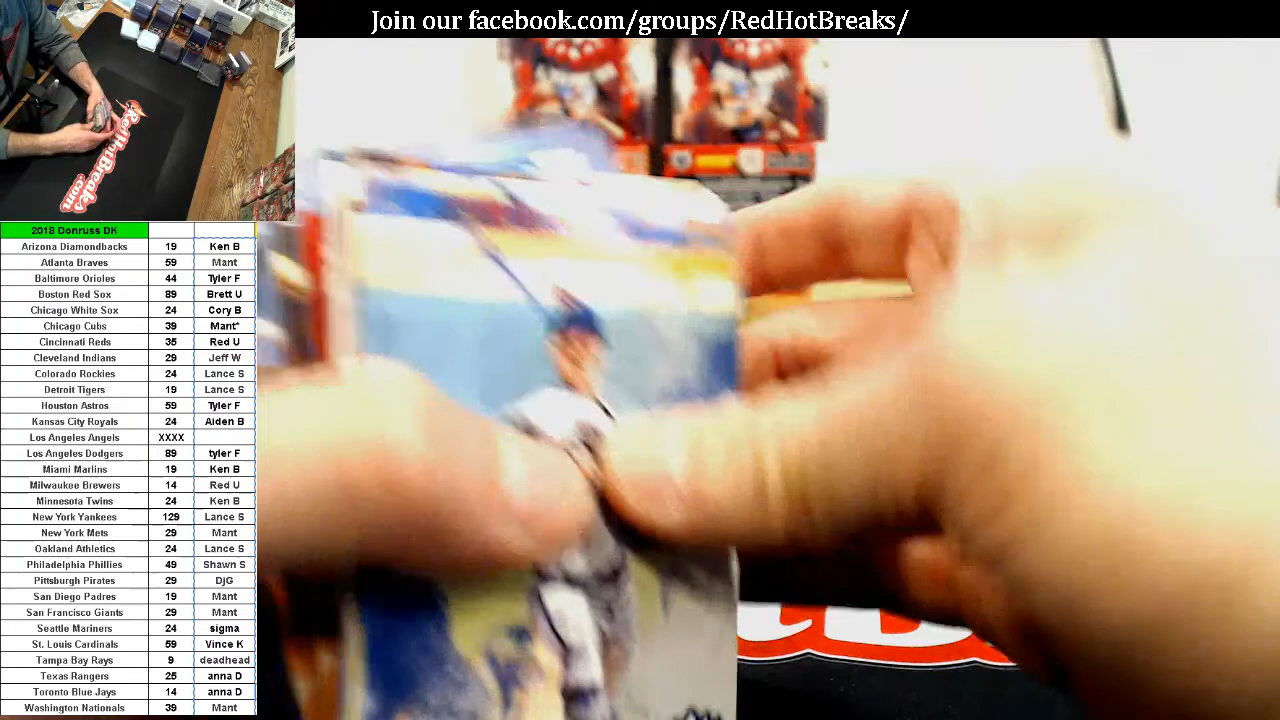 Join our facebook.com/groups/RedHotBreaks/
RedHotBreaks
.com
2018 Donruss DK
Arizona Diamondbacks 19 Ken B
Atlanta Braves 59 Mant
Baltimore Orioles 44 Tyler F
Boston Red Sox 89 Brett U
Chicago White Sox 24 Cory B
Chicago Cubs 39 Mant*
Cincinnati Reds 35 Red U
Cleveland Indians 29 Jeff W
Colorado Rockies 24 Lance S
Detroit Tigers 19 Lance S
Houston Astros 59 Tyler F
Kansas City Royals 24 Aiden B
Los Angeles Angels XXXX
Los Angeles Dodgers 89 tyler F
Miami Marlins 19 Ken B
Milwaukee Brewers 14 Red U
Minnesota Twins 24 Ken B
New York Yankees 129 Lance S
New York Mets 29 Mant
Oakland Athletics 24 Lance S
Philadelphia Phillies 49 Shawn S
Pittsburgh Pirates 29 DjG
San Diego Padres 19 Mant
San Francisco Giants 29 Mant
Seattle Mariners 24 sigma
St. Louis Cardinals 59 Vince K
Tampa Bay Rays 9 deadhead
Texas Rangers 25 anna D
Toronto Blue Jays 14 anna D
Washington Nationals 39 Mant